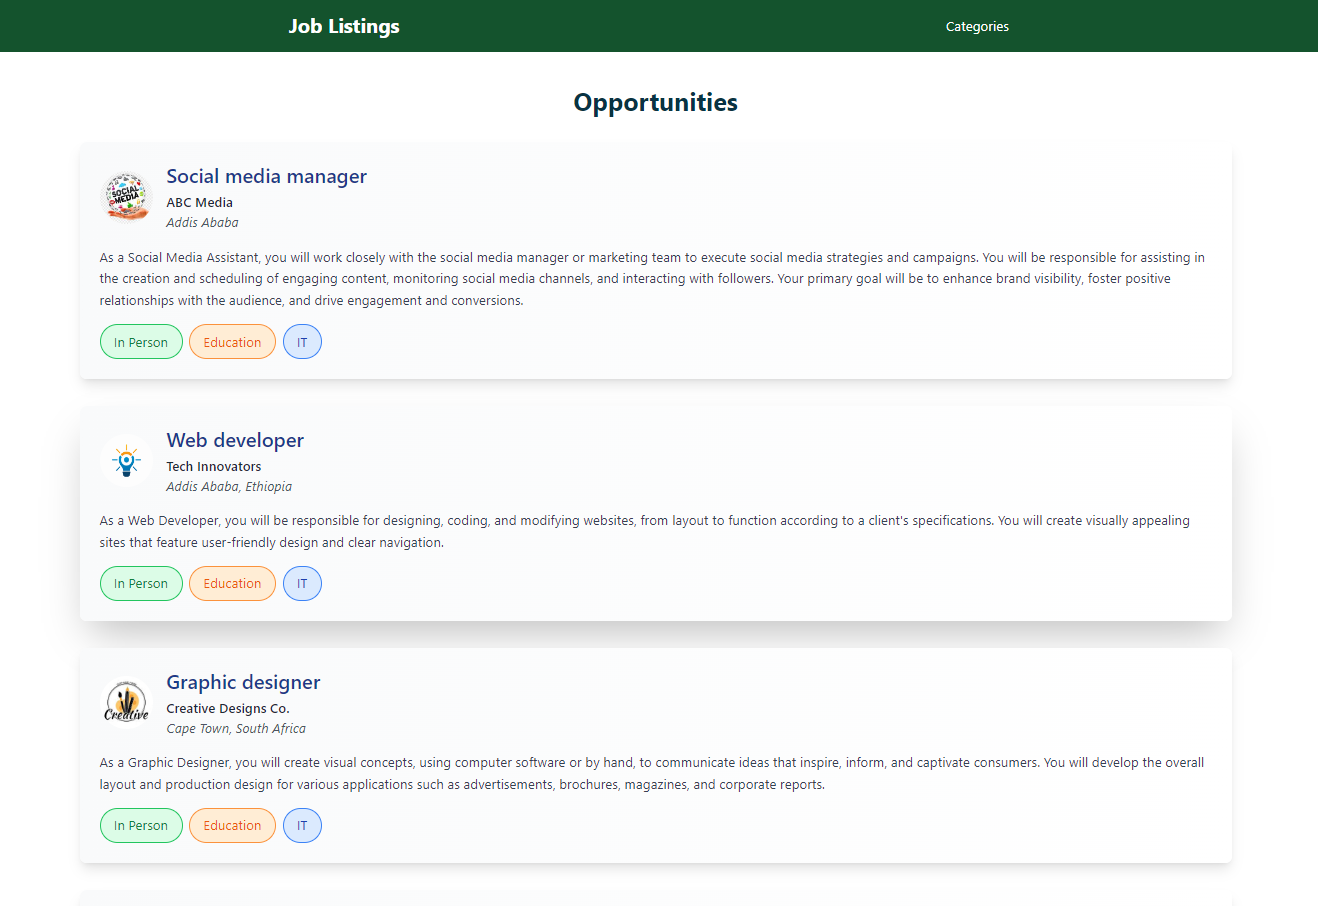 Job Listings
Categories
Opportunities
SOCIAL
MEDIA
Social media manager
ABC Media
Addis Ababa
As a Social Media Assistant, you will work closely with the social media manager or marketing team to execute social media strategies and campaigns. You will be responsible for assisting in
the creation and scheduling of engaging content, monitoring social media channels, and interacting with followers. Your primary goal will be to enhance brand visibility, foster positive
relationships with the audience, and drive engagement and conversions.
In Person
Education
IT
Web developer
Tech Innovators
Addis Ababa, Ethiopia
As a Web Developer, you will be responsible for designing, coding, and modifying websites, from layout to function according to a client's specifications. You will create visually appealing
sites that feature user-friendly design and clear navigation.
In Person
Education
IT
Creative
Graphic designer
Creative Designs Co.
Cape Town, South Africa
As a Graphic Designer, you will create visual concepts, using computer software or by hand, to communicate ideas that inspire, inform, and captivate consumers. You will develop the overall
layout and production design for various applications such as advertisements, brochures, magazines, and corporate reports.
In Person
Education
IT